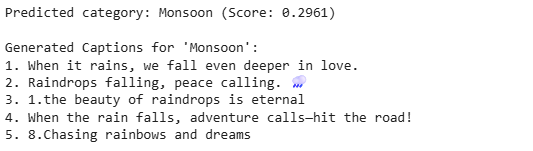 Predicted category: Monsoon (Score: 0.2961)

Generated Captions for 'Monsoon':
1. When it rains, we fall even deeper in love.
2. Raindrops falling, peace calling. 🌧️
3. 1.the beauty of raindrops is eternal
4. When the rain falls, adventure calls—hit the road!
5. 8.Chasing rainbows and dreams